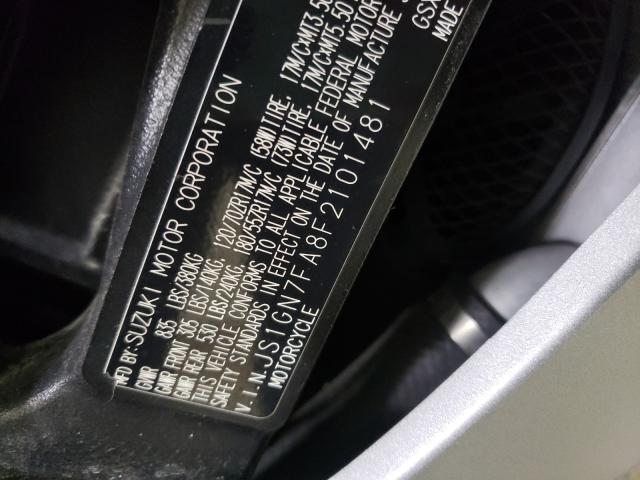 MFD BY:SUZUKI MOTOR CORPORATION
GVWR 835 LBS/380KG
GAWR FRONT 305 LBS/140KG, 120/70ZR17M/C (58W)TIRE, 17M/CxMT3.50
GAWR REAR 530 LBS/240KG, 180/55ZR17M/C (73W)TIRE, 17M/CxMT5.50
THIS VEHICLE CONFORMS TO ALL APPLICABLE FEDERAL MOTOR
SAFETY STANDARDS IN EFFECT ON THE DATE OF MANUFACTURE
V.I.N.JS1GN7FA8F2101481 GSX
MOTORCYCLE MADE